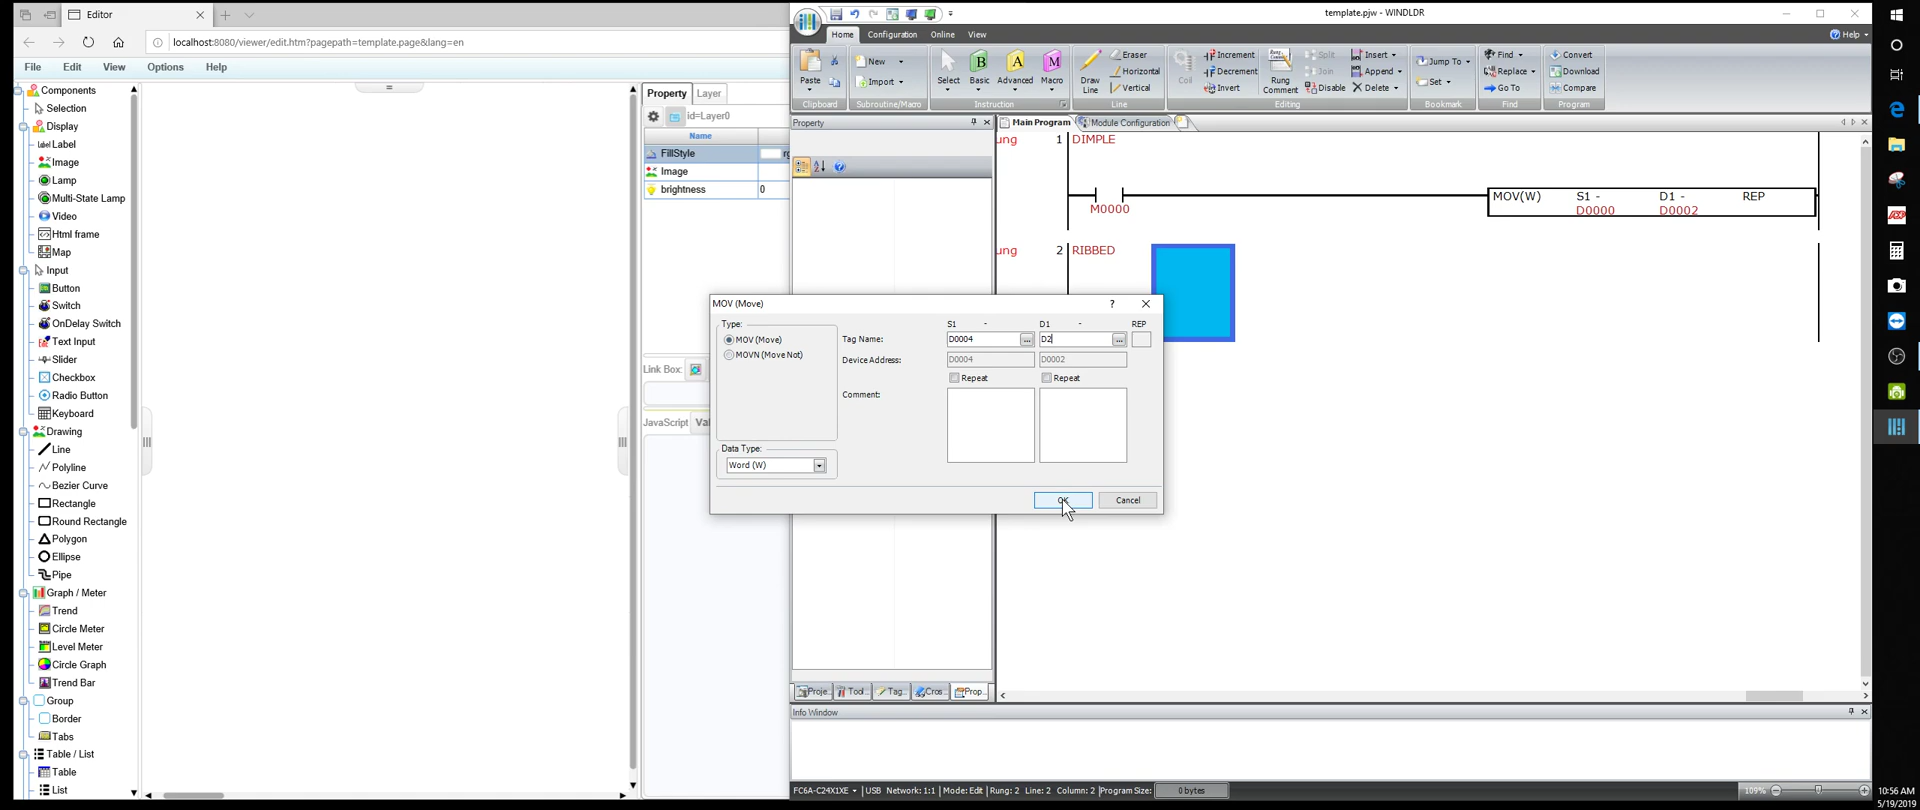 Editor
template.pjw - WINDLDR
localhost:8080/viewer/edit.htm?pagepath=template.page&lang=en
Home Configuration Online View Help
File Edit View Options Help
Paste New Import Select Basic Advanced Macro Draw Line Eraser Horizontal Vertical Coil Increment Decrement Invert Rung Comment Split Join Disable Insert Append Delete Jump To Set Find Replace Go To Convert Download Compare
Clipboard Subroutine/Macro Instruction Line Editing Bookmark Find Program
Components
Selection
Display
Label
Image
Lamp
Multi-State Lamp
Video
Html frame
Map
Input
Button
Switch
OnDelay Switch
Text Input
Slider
Checkbox
Radio Button
Keyboard
Drawing
Line
Polyline
Bezier Curve
Rectangle
Round Rectangle
Polygon
Ellipse
Pipe
Graph / Meter
Trend
Circle Meter
Level Meter
Circle Graph
Trend Bar
Group
Border
Tabs
Table / List
Table
List
Property Layer
id=Layer0
Name
FillStyle
Image
brightness 0
Link Box:
JavaScript Val
Property
Main Program Module Configuration
ung 1 DIMPLE
M0000
MOV(W) S1 - D1 - REP
D0000 D0002
ung 2 RIBBED
MOV (Move) ?
Type: S1 - D1 - REP
MOV (Move) Tag Name: D0004 D2
MOVN (Move Not) Device Address: D0004 D0002
Repeat Repeat
Comment:
Data Type:
Word (W)
OK Cancel
Proje.. Tool .. Tag.. Cros.. Prop..
Info Window
FC6A-C24X1XE USB Network: 1:1 Mode: Edit Rung: 2 Line: 2 Column: 2 Program Size: 0 bytes 109%
10:56 AM
5/19/2019